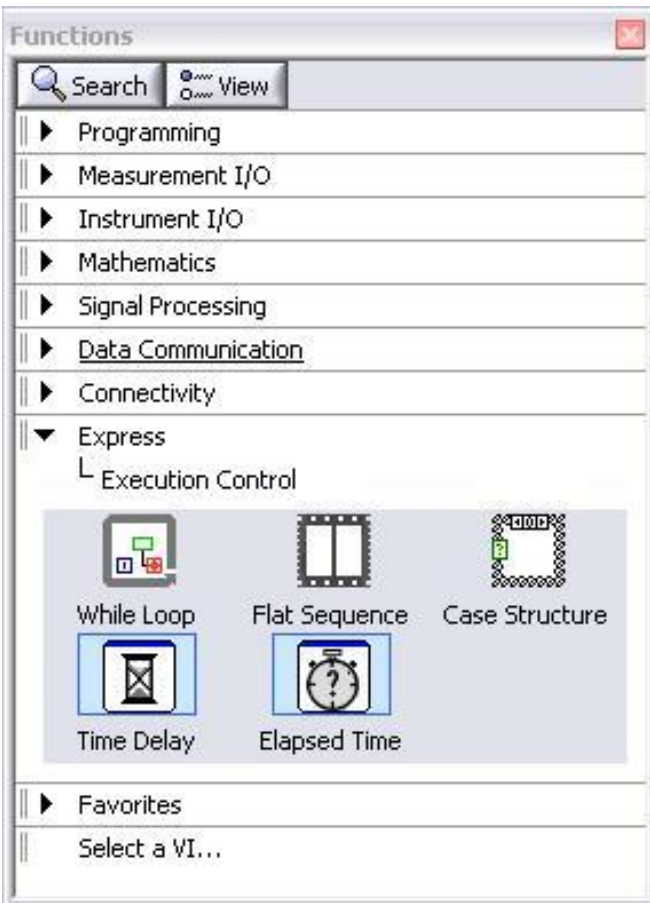 Functions
Search View
Programming
Measurement I/O
Instrument I/O
Mathematics
Signal Processing
Data Communication
Connectivity
Express
Execution Control
While Loop Flat Sequence Case Structure
Time Delay Elapsed Time
Favorites
Select a VI...